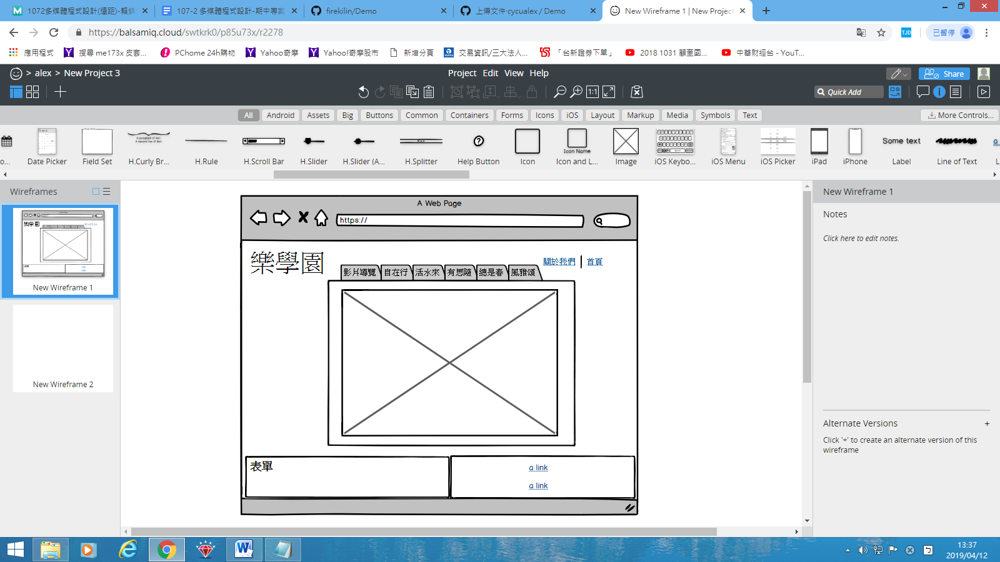 1072多媒體程式設計(遠距)-賴
107-2 多媒體程式設計-期中專案
firekilin/Demo
上傳文件·cycualex / Demo
New Wireframe 1 | New Project
https://balsamiq.cloud/swtkrk0/p85u73x/r2278
TJD
已暫停
應用程式
搜尋 me173x 皮套...
PChome 24h購物
Yahoo奇摩
Yahoo!奇摩股市
新增分頁
交易資訊/三大法人...
「台新證券下單」
2018 1031 顧奎國...
中華財經台 - YouT...
> alex > New Project 3
Project Edit View Help
Share
1:1
Quick Add
All Android Assets Big Buttons Common Containers Forms Icons iOS Layout Markup Media Symbols Text
More Controls...
Icon Name
Some text
o...
Date Picker
Field Set
H.Curly Br...
H.Rule
H.Scroll Bar
H.Slider
H.Slider (A...
H.Splitter
Help Button
Icon
Icon and L...
Image
iOS Keybo...
iOS Menu
iOS Picker
iPad
iPhone
Label
Line of Text
Wireframes
New Wireframe 1
New Wireframe 2
A Web Page
https://
樂學園
關於我們 | 首頁
影片導覽 自在行 活水來 有思隨 總是春 風雅頌
表單
a link
a link
New Wireframe 1
Notes
Click here to edit notes.
Alternate Versions +
Click '+' to create an alternate version of this
wireframe
13:37
2019/04/12